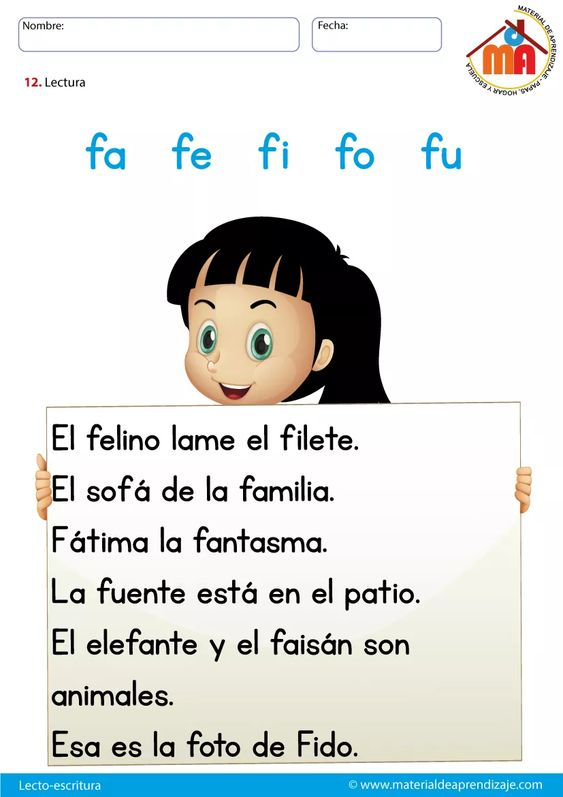 Nombre:
Fecha:
MATERIAL DE APRENDIZAJE - PAPAS, HOGAR Y ESCUELA
dMA
12. Lectura
fa fe fi fo fu
El felino lame el filete.
El sofá de la familia.
Fátima la fantasma.
La fuente está en el patio.
El elefante y el faisán son
animales.
Esa es la foto de Fido.
Lecto-escritura
© www.materialdeaprendizaje.com